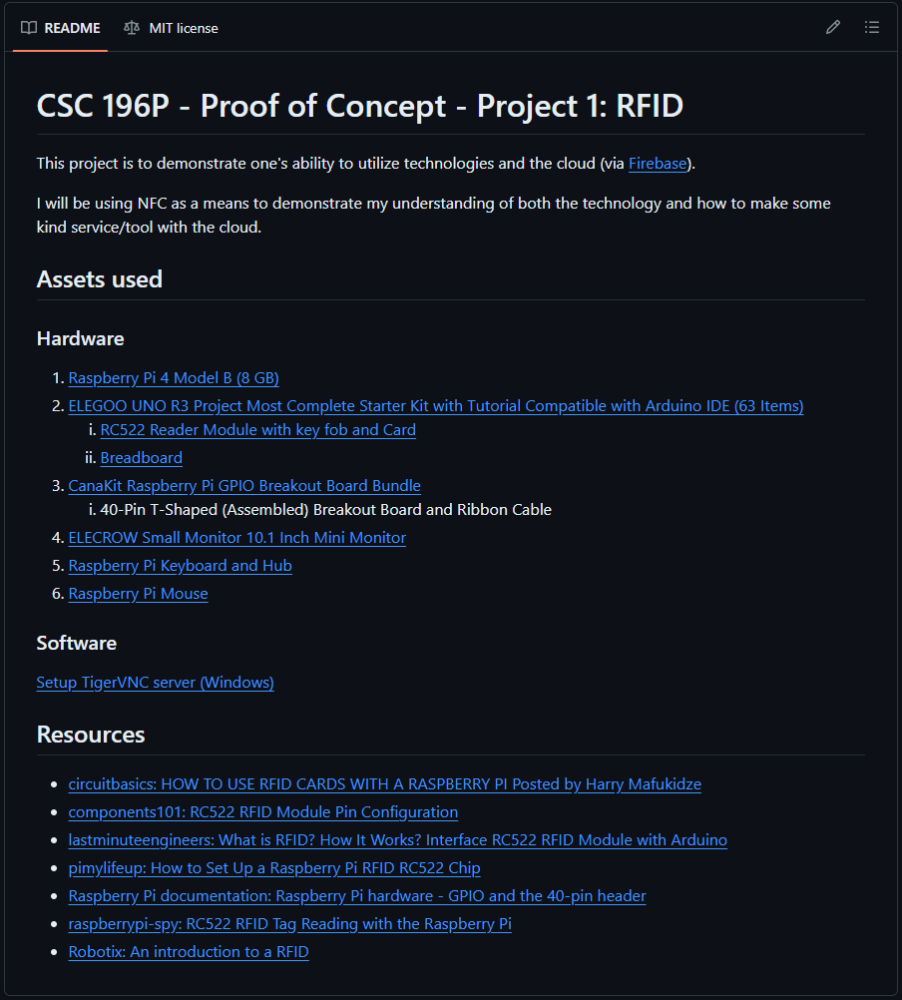 README
MIT license
CSC 196P - Proof of Concept - Project 1: RFID
This project is to demonstrate one's ability to utilize technologies and the cloud (via Firebase).
I will be using NFC as a means to demonstrate my understanding of both the technology and how to make some
kind service/tool with the cloud.
Assets used
Hardware
1. Raspberry Pi 4 Model B (8 GB)
2. ELEGOO UNO R3 Project Most Complete Starter Kit with Tutorial Compatible with Arduino IDE (63 Items)
i. RC522 Reader Module with key fob and Card
ii. Breadboard
3. CanaKit Raspberry Pi GPIO Breakout Board Bundle
i. 40-Pin T-Shaped (Assembled) Breakout Board and Ribbon Cable
4. ELECROW Small Monitor 10.1 Inch Mini Monitor
5. Raspberry Pi Keyboard and Hub
6. Raspberry Pi Mouse
Software
Setup TigerVNC server (Windows)
Resources
• circuitbasics: HOW TO USE RFID CARDS WITH A RASPBERRY PI Posted by Harry Mafukidze
• components101: RC522 RFID Module Pin Configuration
• lastminuteengineers: What is RFID? How It Works? Interface RC522 RFID Module with Arduino
• pimylifeup: How to Set Up a Raspberry Pi RFID RC522 Chip
• Raspberry Pi documentation: Raspberry Pi hardware - GPIO and the 40-pin header
• raspberrypi-spy: RC522 RFID Tag Reading with the Raspberry Pi
• Robotix: An introduction to a RFID